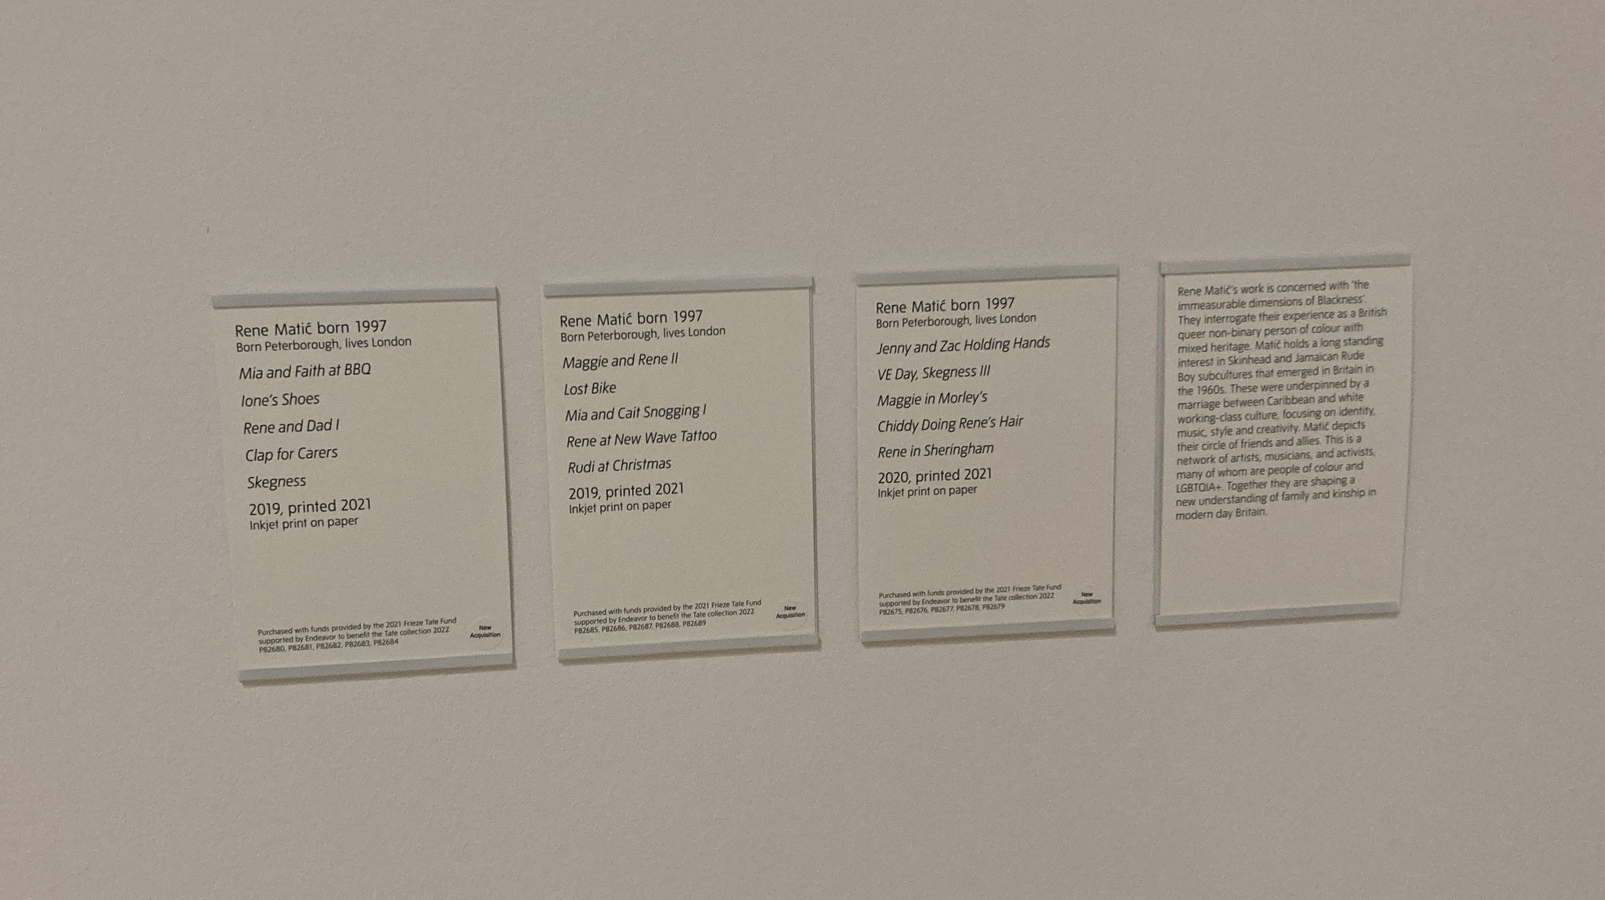 Rene Matić born 1997
Born Peterborough, lives London
Mia and Faith at BBQ
Ione's Shoes
Rene and Dad I
Clap for Carers
Skegness
2019, printed 2021
Inkjet print on paper
Purchased with funds provided by the 2021 Frieze Tate Fund
supported by Endeavor to benefit the Tate collection 2022
P82680, P82681, P82682, P82683, P82684
New
Acquisition
Rene Matić born 1997
Born Peterborough, lives London
Maggie and Rene II
Lost Bike
Mia and Cait Snogging I
Rene at New Wave Tattoo
Rudi at Christmas
2019, printed 2021
Inkjet print on paper
Purchased with funds provided by the 2021 Frieze Tate Fund
supported by Endeavor to benefit the Tate collection 2022
P82685, P82686, P82687, P82688, P82689
New
Acquisition
Rene Matić born 1997
Born Peterborough, lives London
Jenny and Zac Holding Hands
VE Day, Skegness III
Maggie in Morley's
Chiddy Doing Rene's Hair
Rene in Sheringham
2020, printed 2021
Inkjet print on paper
Purchased with funds provided by the 2021 Frieze Tate Fund
supported by Endeavor to benefit the Tate collection 2022
P82675, P82676, P82677, P82678, P82679
New
Acquisition
Rene Matić's work is concerned with 'the
immeasurable dimensions of Blackness'.
They interrogate their experience as a British
queer non-binary person of colour with
mixed heritage. Matić holds a long standing
interest in Skinhead and Jamaican Rude
Boy subcultures that emerged in Britain in
the 1960s. These were underpinned by a
marriage between Caribbean and white
working-class culture, focusing on identity,
music, style and creativity. Matić depicts
their circle of friends and allies. This is a
network of artists, musicians, and activists,
many of whom are people of colour and
LGBTQIA+. Together they are shaping a
new understanding of family and kinship in
modern day Britain.